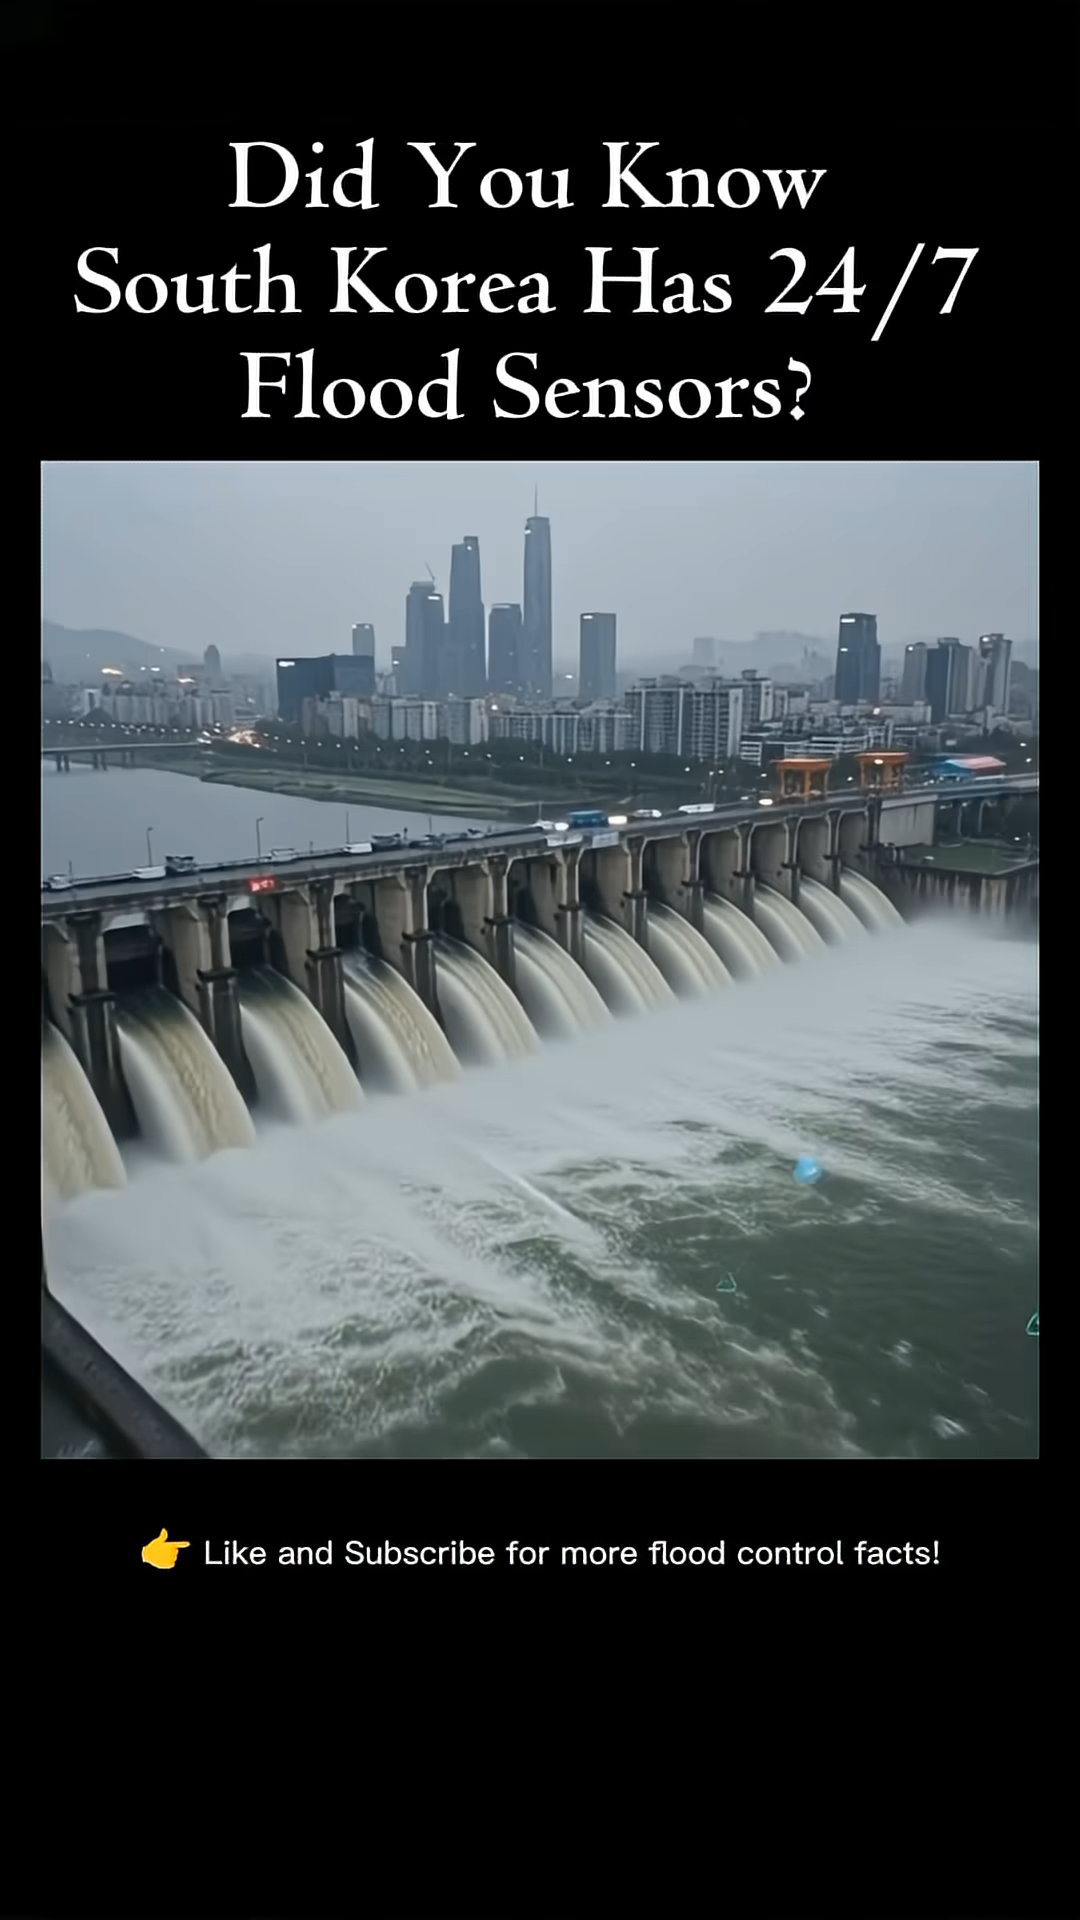 Did You Know
South Korea Has 24/7
Flood Sensors?
👉 Like and Subscribe for more flood control facts!